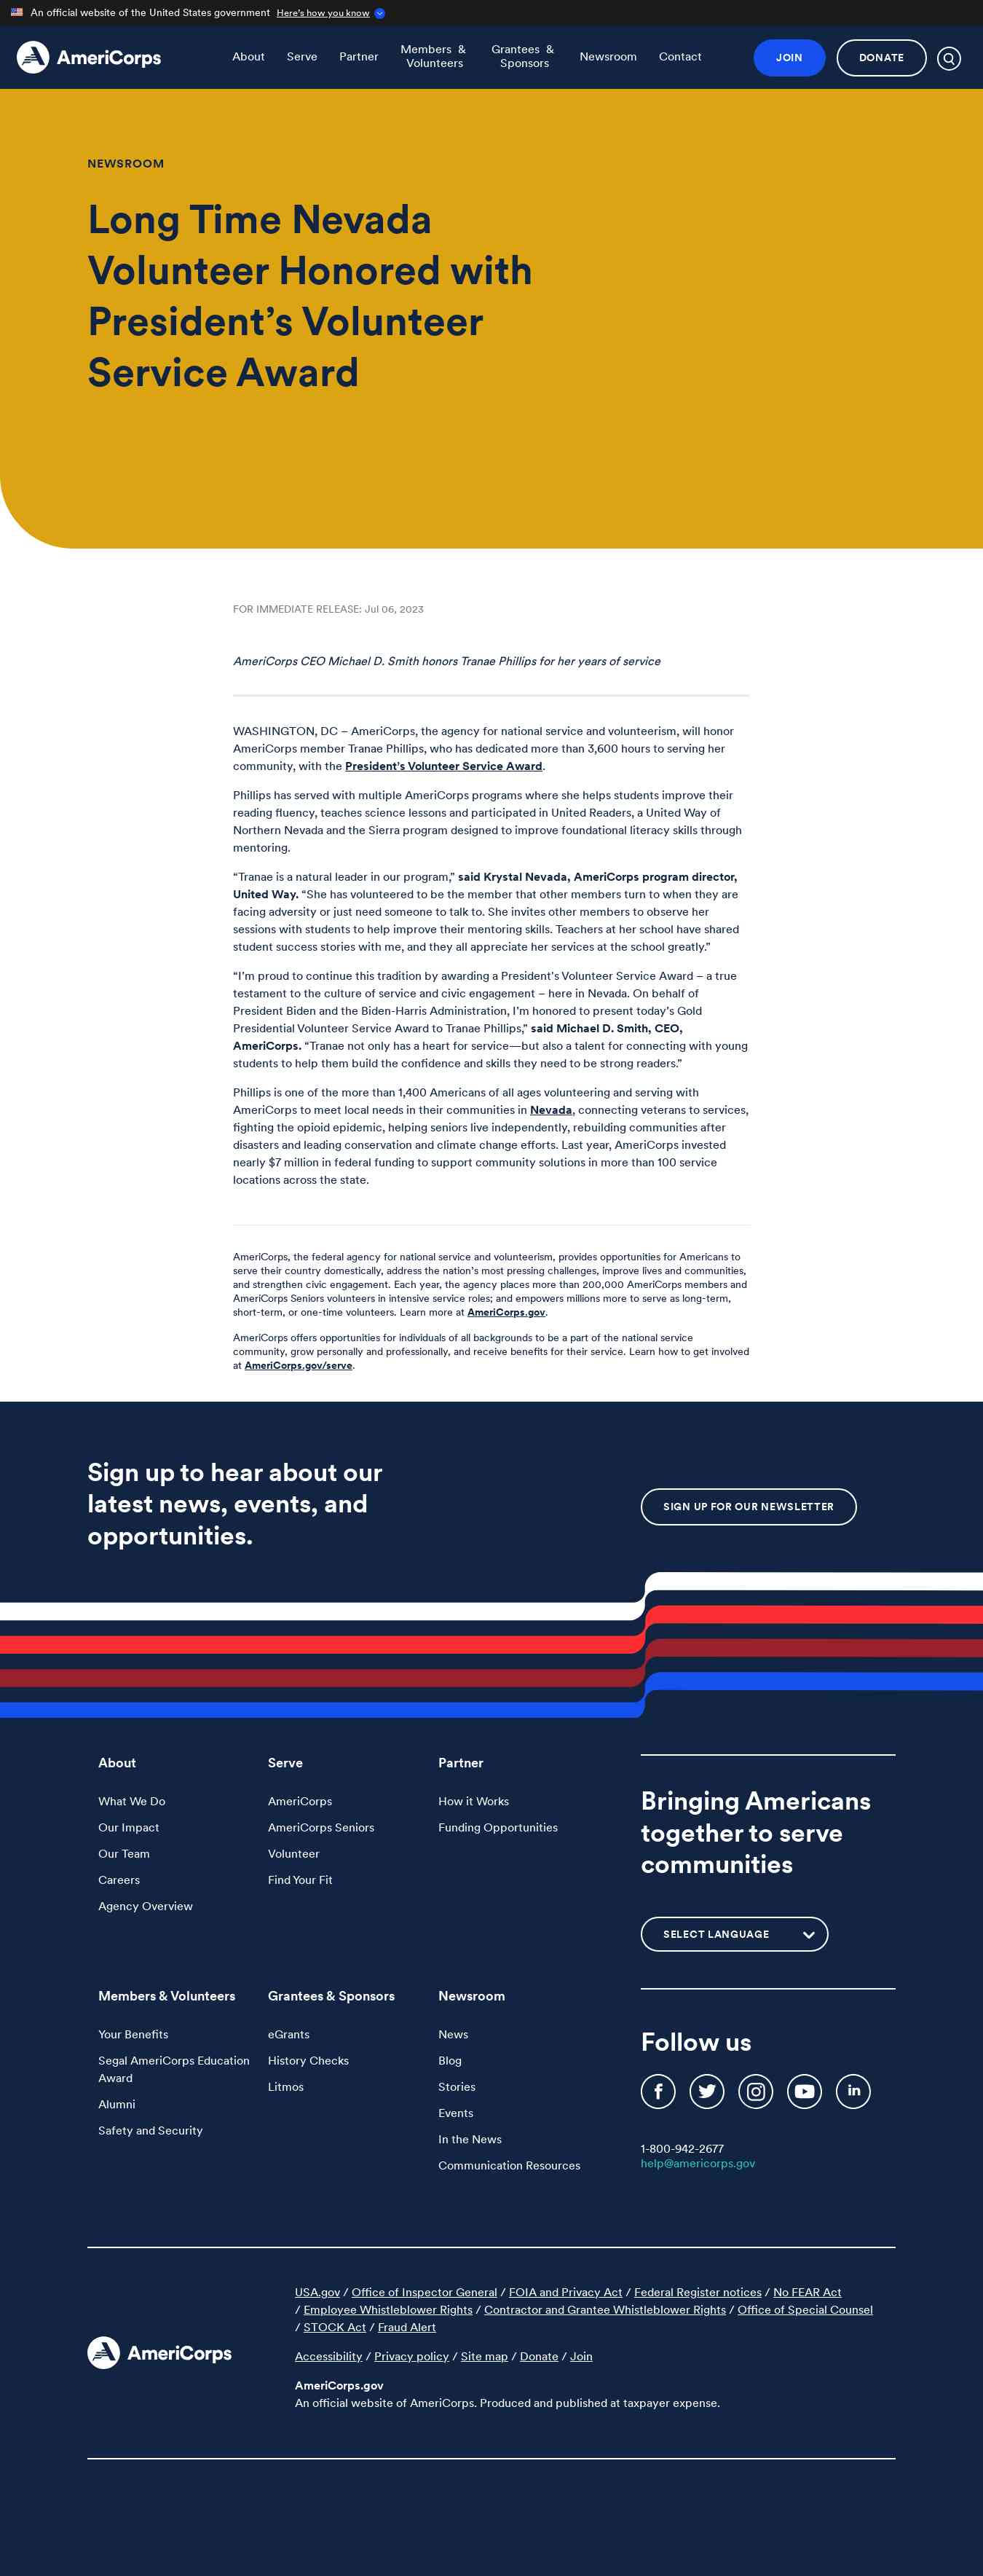 An official website of the United States government Here's how you know
AmeriCorps
About
Serve
Partner
Members &
Volunteers
Grantees &
Sponsors
Newsroom
Contact
JOIN
DONATE
NEWSROOM
Long Time Nevada
Volunteer Honored with
President’s Volunteer
Service Award
FOR IMMEDIATE RELEASE: Jul 06, 2023
AmeriCorps CEO Michael D. Smith honors Tranae Phillips for her years of service
WASHINGTON, DC – AmeriCorps, the agency for national service and volunteerism, will honor
AmeriCorps member Tranae Phillips, who has dedicated more than 3,600 hours to serving her
community, with the President’s Volunteer Service Award.
Phillips has served with multiple AmeriCorps programs where she helps students improve their
reading fluency, teaches science lessons and participated in United Readers, a United Way of
Northern Nevada and the Sierra program designed to improve foundational literacy skills through
mentoring.
“Tranae is a natural leader in our program,” said Krystal Nevada, AmeriCorps program director,
United Way. “She has volunteered to be the member that other members turn to when they are
facing adversity or just need someone to talk to. She invites other members to observe her
sessions with students to help improve their mentoring skills. Teachers at her school have shared
student success stories with me, and they all appreciate her services at the school greatly.”
“I’m proud to continue this tradition by awarding a President's Volunteer Service Award – a true
testament to the culture of service and civic engagement – here in Nevada. On behalf of
President Biden and the Biden-Harris Administration, I’m honored to present today’s Gold
Presidential Volunteer Service Award to Tranae Phillips,” said Michael D. Smith, CEO,
AmeriCorps. “Tranae not only has a heart for service—but also a talent for connecting with young
students to help them build the confidence and skills they need to be strong readers.”
Phillips is one of the more than 1,400 Americans of all ages volunteering and serving with
AmeriCorps to meet local needs in their communities in Nevada, connecting veterans to services,
fighting the opioid epidemic, helping seniors live independently, rebuilding communities after
disasters and leading conservation and climate change efforts. Last year, AmeriCorps invested
nearly $7 million in federal funding to support community solutions in more than 100 service
locations across the state.
AmeriCorps, the federal agency for national service and volunteerism, provides opportunities for Americans to
serve their country domestically, address the nation’s most pressing challenges, improve lives and communities,
and strengthen civic engagement. Each year, the agency places more than 200,000 AmeriCorps members and
AmeriCorps Seniors volunteers in intensive service roles; and empowers millions more to serve as long-term,
short-term, or one-time volunteers. Learn more at AmeriCorps.gov.
AmeriCorps offers opportunities for individuals of all backgrounds to be a part of the national service
community, grow personally and professionally, and receive benefits for their service. Learn how to get involved
at AmeriCorps.gov/serve.
Sign up to hear about our
latest news, events, and
opportunities.
SIGN UP FOR OUR NEWSLETTER
About
What We Do
Our Impact
Our Team
Careers
Agency Overview
Serve
AmeriCorps
AmeriCorps Seniors
Volunteer
Find Your Fit
Partner
How it Works
Funding Opportunities
Bringing Americans
together to serve
communities
SELECT LANGUAGE
Members & Volunteers
Your Benefits
Segal AmeriCorps Education
Award
Alumni
Safety and Security
Grantees & Sponsors
eGrants
History Checks
Litmos
Newsroom
News
Blog
Stories
Events
In the News
Communication Resources
Follow us
1-800-942-2677
help@americorps.gov
AmeriCorps
USA.gov / Office of Inspector General / FOIA and Privacy Act / Federal Register notices / No FEAR Act
/ Employee Whistleblower Rights / Contractor and Grantee Whistleblower Rights / Office of Special Counsel
/ STOCK Act / Fraud Alert
Accessibility / Privacy policy / Site map / Donate / Join
AmeriCorps.gov
An official website of AmeriCorps. Produced and published at taxpayer expense.